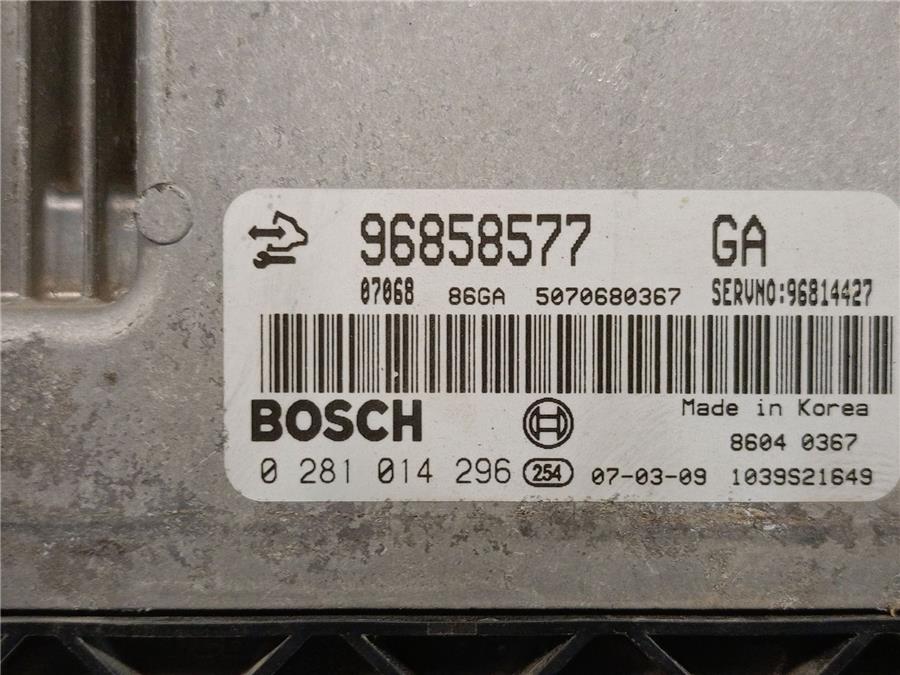 96858577 GA
07068 86GA 5070680367 SERVNO:96814427
BOSCH
Made in Korea
8604 0367
0 281 014 296 254 07-03-09 1039S21649